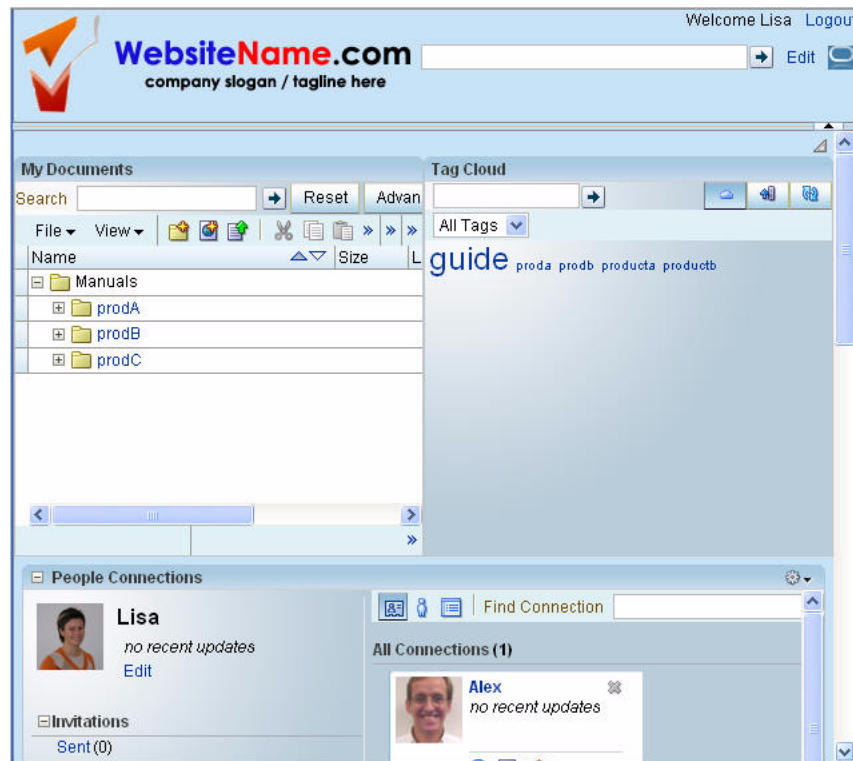 Welcome Lisa Logout
WebsiteName.com
Edit
company slogan / tagline here
My Documents
Search
Reset
Advan
File View
Name
Size
L
Manuals
prodA
prodB
prodC
Tag Cloud
All Tags
guide proda prodb producta productb
People Connections
Lisa
no recent updates
Edit
Invitations
Sent (0)
Find Connection
All Connections (1)
Alex
no recent updates